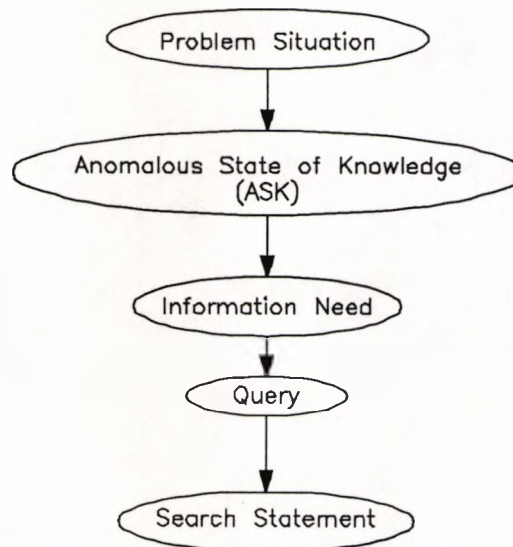 Problem Situation
Anomalous State of Knowledge
(ASK)
Information Need
Query
Search Statement